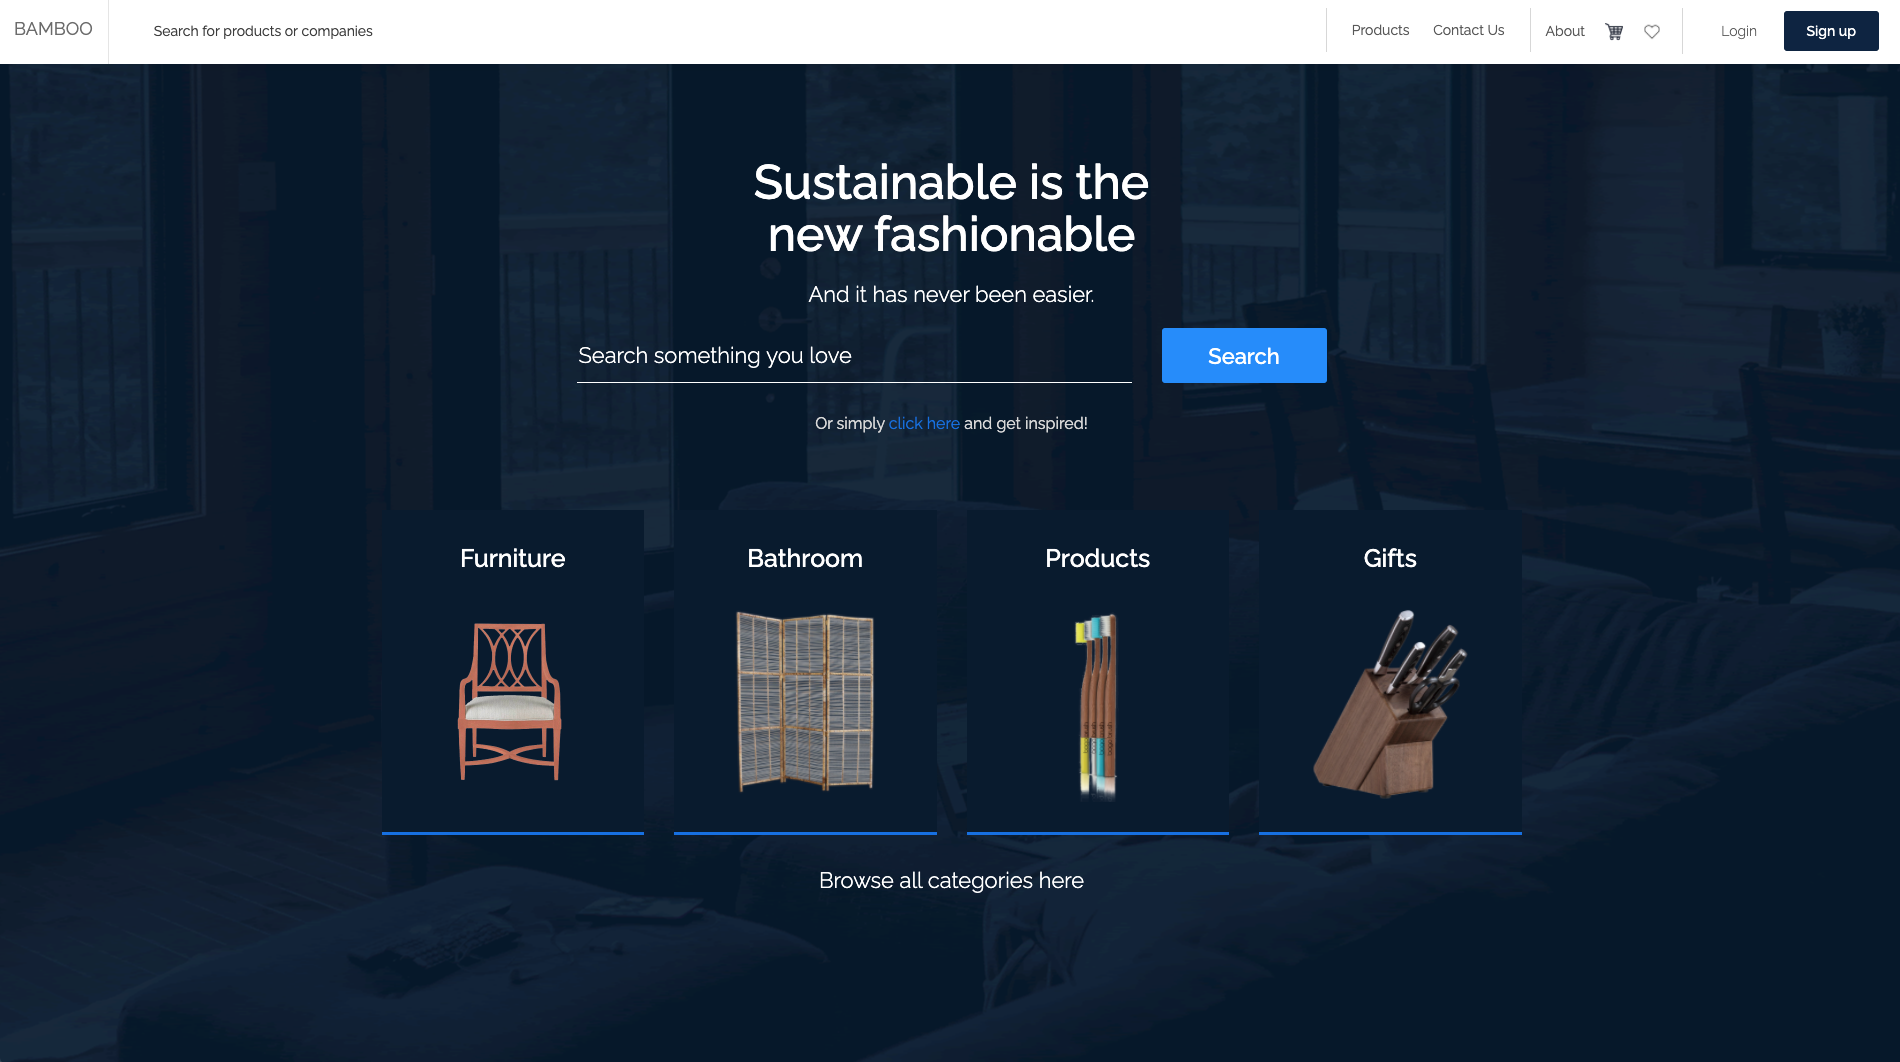 BAMBOO
Search for products or companies
Products
Contact Us
About
Login
Sign up
Sustainable is the
new fashionable
And it has never been easier.
Search something you love
Search
Or simply click here and get inspired!
Furniture
Bathroom
Products
Gifts
Browse all categories here